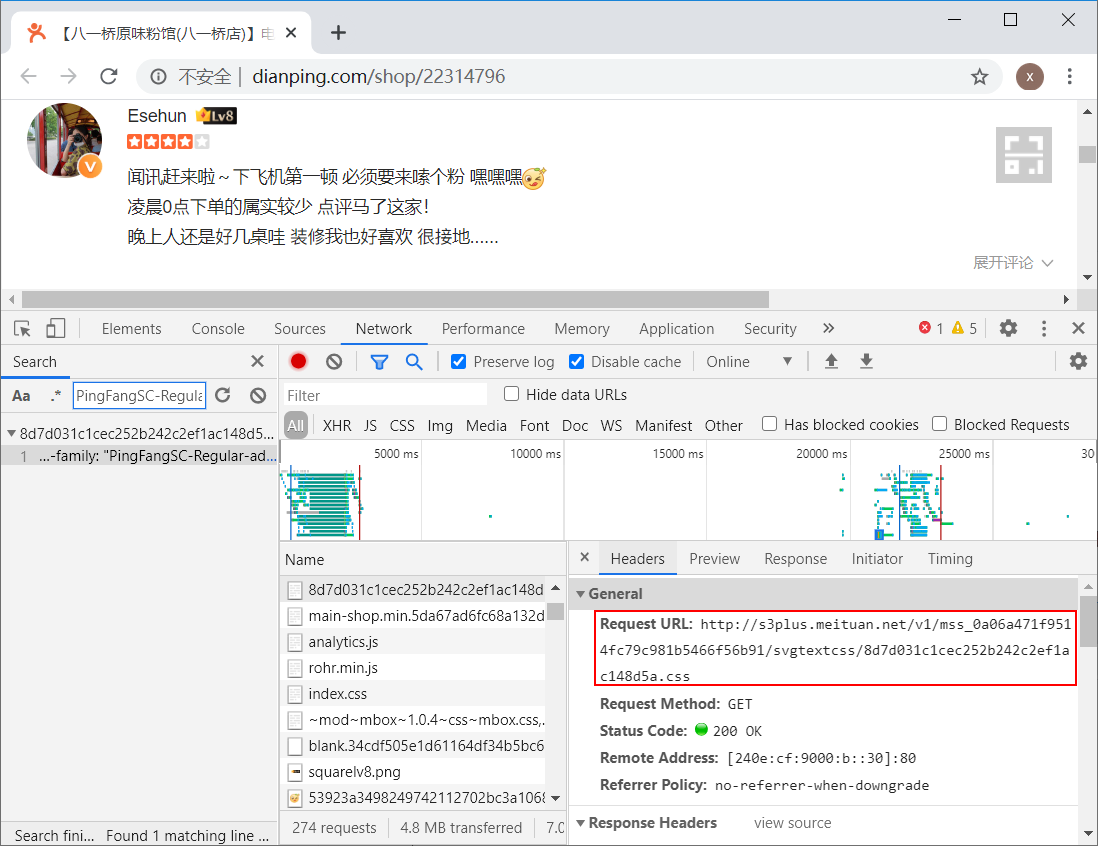 【八一桥原味粉馆(八一桥店)】电
不安全 | dianping.com/shop/22314796
x
Esehun Lv8
V
闻讯赶来啦～下飞机第一顿 必须要来嗦个粉 嘿嘿嘿
凌晨0点下单的属实较少 点评马了这家！
晚上人还是好几桌哇 装修我也好喜欢 很接地......
展开评论
Elements Console Sources Network Performance Memory Application Security » 1 5
Search
Preserve log Disable cache Online
Aa .* PingFangSC-Regula
Filter Hide data URLs
All XHR JS CSS Img Media Font Doc WS Manifest Other Has blocked cookies Blocked Requests
8d7d031c1cec252b242c2ef1ac148d5...
1 ...-family: "PingFangSC-Regular-ad...
5000 ms 10000 ms 15000 ms 20000 ms 25000 ms 30
Name
8d7d031c1cec252b242c2ef1ac148d
main-shop.min.5da67ad6fc68a132d
analytics.js
rohr.min.js
index.css
~mod~mbox~1.0.4~css~mbox.css,.
blank.34cdf505e1d61164df34b5bc6
squarelv8.png
53923a3498249742112702bc3a1068
274 requests 4.8 MB transferred 7.0
Headers Preview Response Initiator Timing
General
Request URL: http://s3plus.meituan.net/v1/mss_0a06a471f951
4fc79c981b5466f56b91/svgtextcss/8d7d031c1cec252b242c2ef1a
c148d5a.css
Request Method: GET
Status Code: 200 OK
Remote Address: [240e:cf:9000:b::30]:80
Referrer Policy: no-referrer-when-downgrade
Response Headers view source
Search fini... Found 1 matching line ...